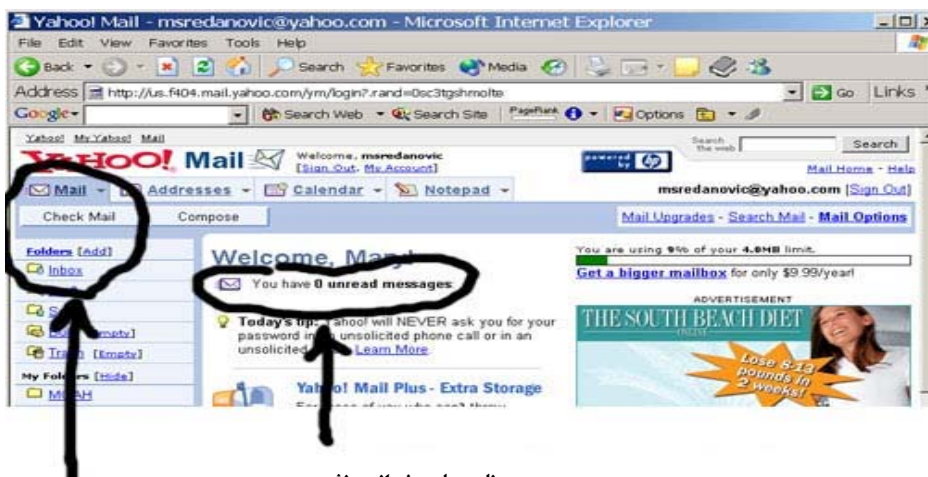 Yahoo! Mail - msredanovic@yahoo.com - Microsoft Internet Explorer
File Edit View Favorites Tools Help
Back Search Favorites Media
Address http://us.f404.mail.yahoo.com/ym/login?.rand=0sc3tgshmolte Go Links
Google Search Web Search Site PageRank Options
Yahoo! My Yahoo! Mail
YAHOO! Mail Welcome, msredanovic
[Sign Out, My Account]
powered by hp
Search the web Search
Mail Home - Help
Mail Addresses Calendar Notepad msredanovic@yahoo.com [Sign Out]
Check Mail Compose Mail Upgrades - Search Mail - Mail Options
Folders [Add]
Inbox
Trash [Empty]
My Folders [Hide]
Welcome, Mary!
You have 0 unread messages
Today's tip: Yahoo! will NEVER ask you for your
password in an unsolicited phone call or in an
unsolicited Learn More.
Yahoo! Mail Plus - Extra Storage
You are using 9% of your 4.0MB limit.
Get a bigger mailbox for only $9.99/year!
ADVERTISEMENT
THE SOUTH BEACH DIET
ONLINE
Lose 8-13
pounds in
2 weeks!